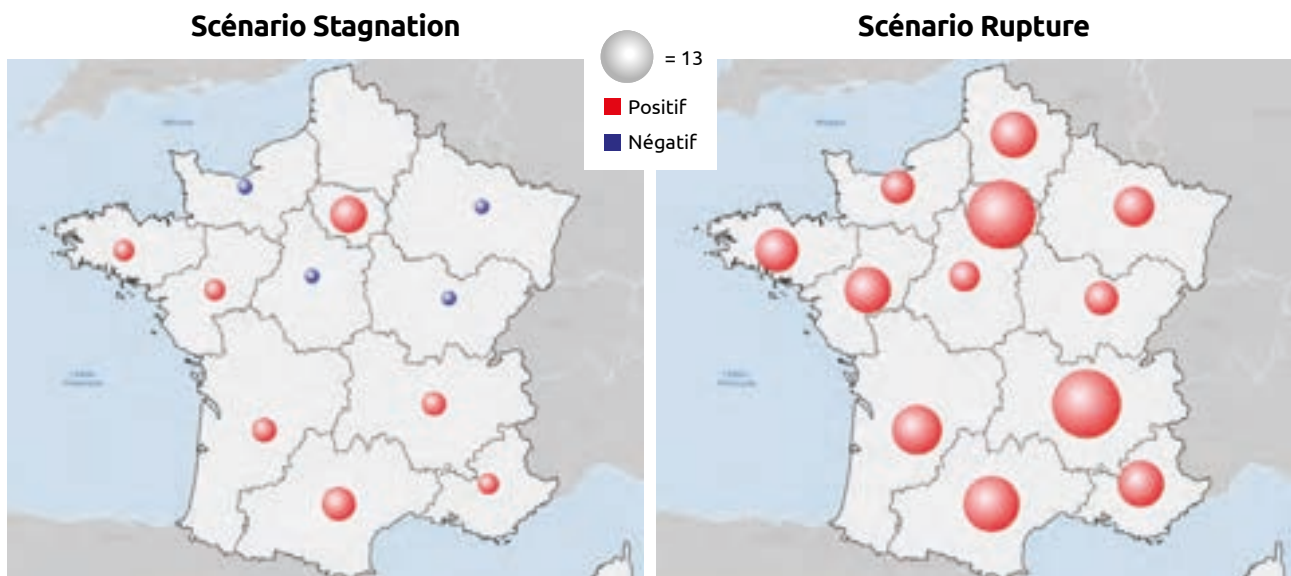 Scénario Stagnation
Scénario Rupture
= 13
Positif
Négatif